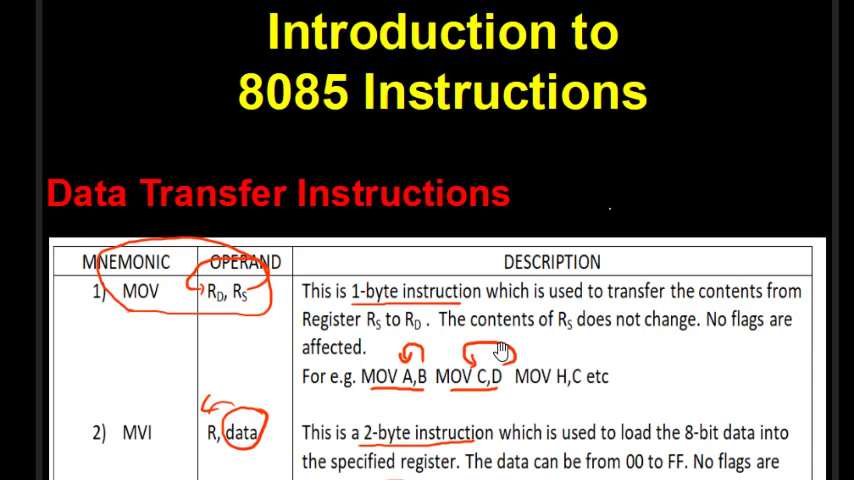 Introduction to
8085 Instructions
Data Transfer Instructions
MNEMONIC OPERAND DESCRIPTION
1) MOV RD, RS This is 1-byte instruction which is used to transfer the contents from
Register RS to RD . The contents of RS does not change. No flags are
affected.
For e.g. MOV A,B MOV C,D MOV H,C etc
2) MVI R, data This is a 2-byte instruction which is used to load the 8-bit data into
the specified register. The data can be from 00 to FF. No flags are